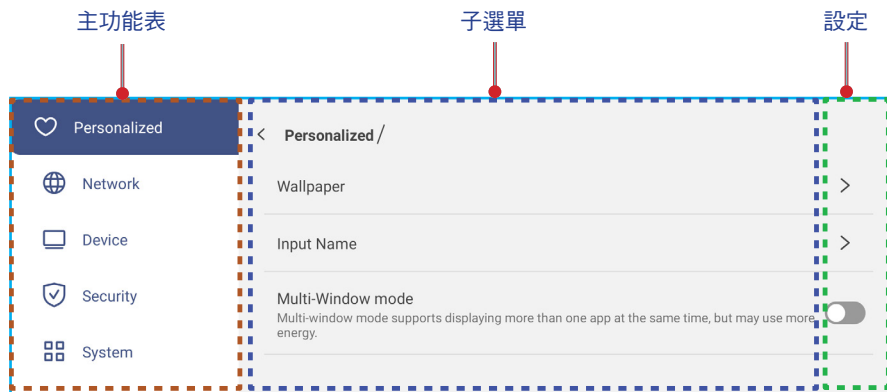 主功能表
子選單
設定
Personalized
Network
Device
Security
System
Personalized /
Wallpaper
Input Name
Multi-Window mode
Multi-window mode supports displaying more than one app at the same time, but may use more
energy.